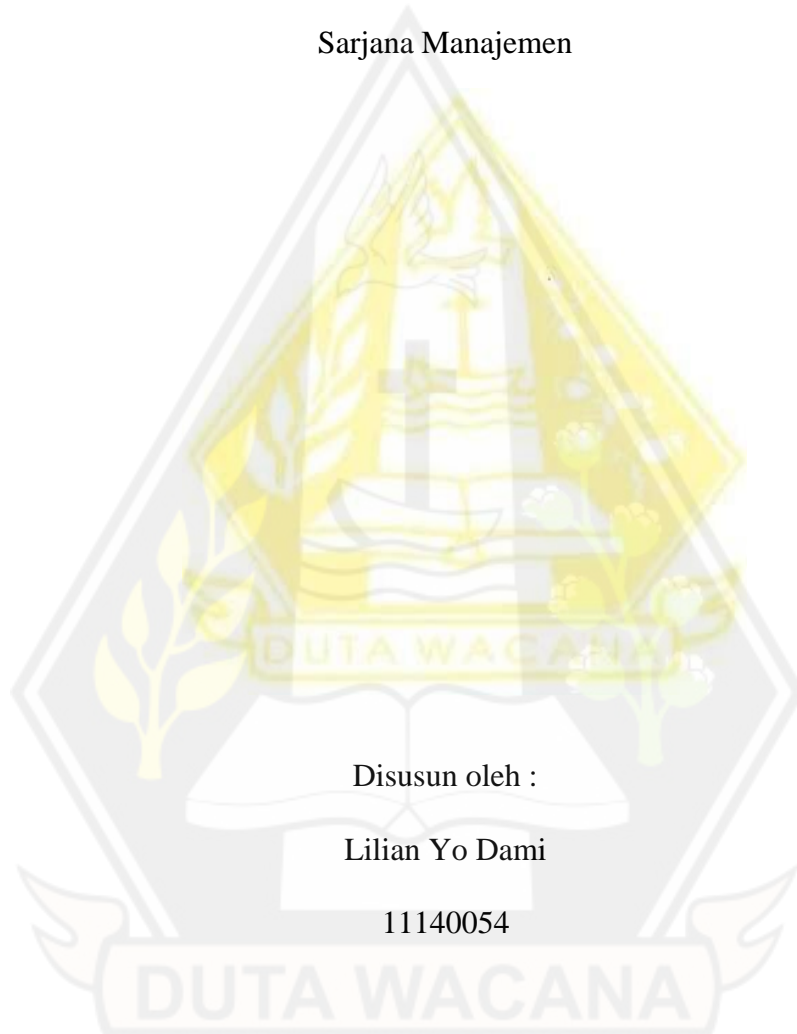 Sarjana Manajemen
DUTA WACANA
Disusun oleh :
Lilian Yo Dami
11140054
DUTA WACANA